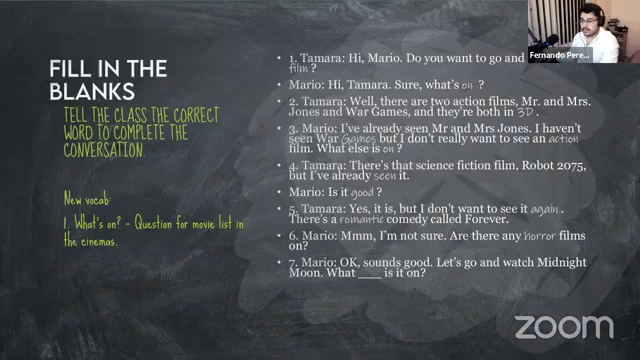 Fernando Pere...
FILL IN THE
BLANKS
TELL THE CLASS THE CORRECT
WORD TO COMPLETE THE
CONVERSATION.
New vocab
1. What's on? - Question for movie list in
the cinemas.
• 1. Tamara: Hi, Mario. Do you want to go and
film ?
Mario: Hi, Tamara. Sure, what's on ?
• 2. Tamara: Well, there are two action films, Mr. and Mrs.
Jones and War Games, and they're both in 3D .
• 3. Mario: I've already seen Mr and Mrs Jones. I haven't
seen War Games but I don't really want to see an action
film. What else is on ?
• 4. Tamara: There's that science fiction film, Robot 2075,
but I've already seen it.
• Mario: Is it good ?
• 5. Tamara: Yes, it is, but I don't want to see it again .
There's a romantic comedy called Forever.
• 6. Mario: Mmm, I'm not sure. Are there any horror films
on?
• 7. Mario: OK, sounds good. Let's go and watch Midnight
Moon. What ___ is it on?
zoom